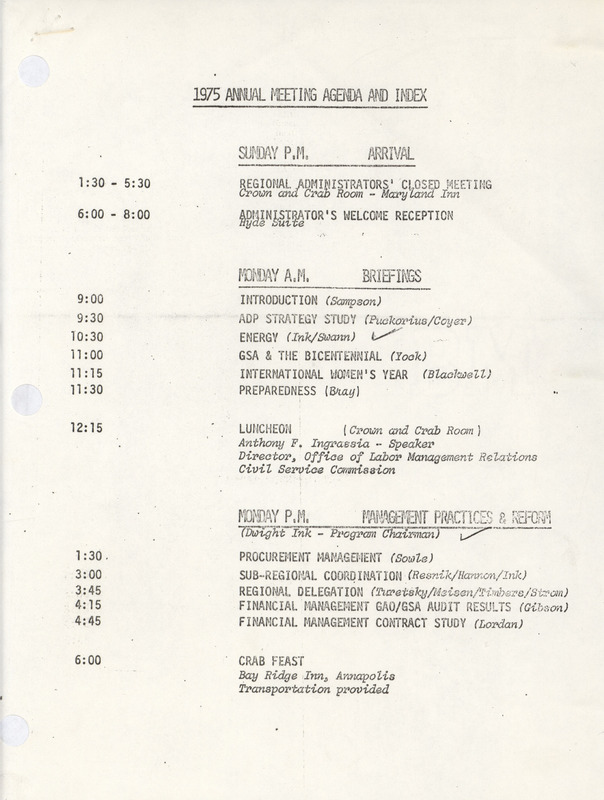 1975 ANNUAL MEETING AGENDA AND INDEX
SUNDAY P.M. ARRIVAL
1:30 - 5:30 REGIONAL ADMINISTRATORS' CLOSED MEETING
Crown and Crab Room - Maryland Inn
6:00 - 8:00 ADMINISTRATOR'S WELCOME RECEPTION
Hyde Suite
MONDAY A.M. BRIEFINGS
9:00 INTRODUCTION (Sampson)
9:30 ADP STRATEGY STUDY (Puckorius/Coyer)
10:30 ENERGY (Ink/Swann)
11:00 GSA & THE BICENTENNIAL (Yock)
11:15 INTERNATIONAL WOMEN'S YEAR (Blackwell)
11:30 PREPAREDNESS (Bray)
12:15 LUNCHEON (Crown and Crab Room)
Anthony F. Ingrassia - Speaker
Director, Office of Labor Management Relations
Civil Service Commission
MONDAY P.M. MANAGEMENT PRACTICES & REFORM
(Dwight Ink - Program Chairman)
1:30 PROCUREMENT MANAGEMENT (Sowle)
3:00 SUB-REGIONAL COORDINATION (Resnik/Hannon/Ink)
3:45 REGIONAL DELEGATION (Turetsky/Meisen/Timbers/Strom)
4:15 FINANCIAL MANAGEMENT GAO/GSA AUDIT RESULTS (Gibson)
4:45 FINANCIAL MANAGEMENT CONTRACT STUDY (Lordan)
6:00 CRAB FEAST
Bay Ridge Inn, Annapolis
Transportation provided